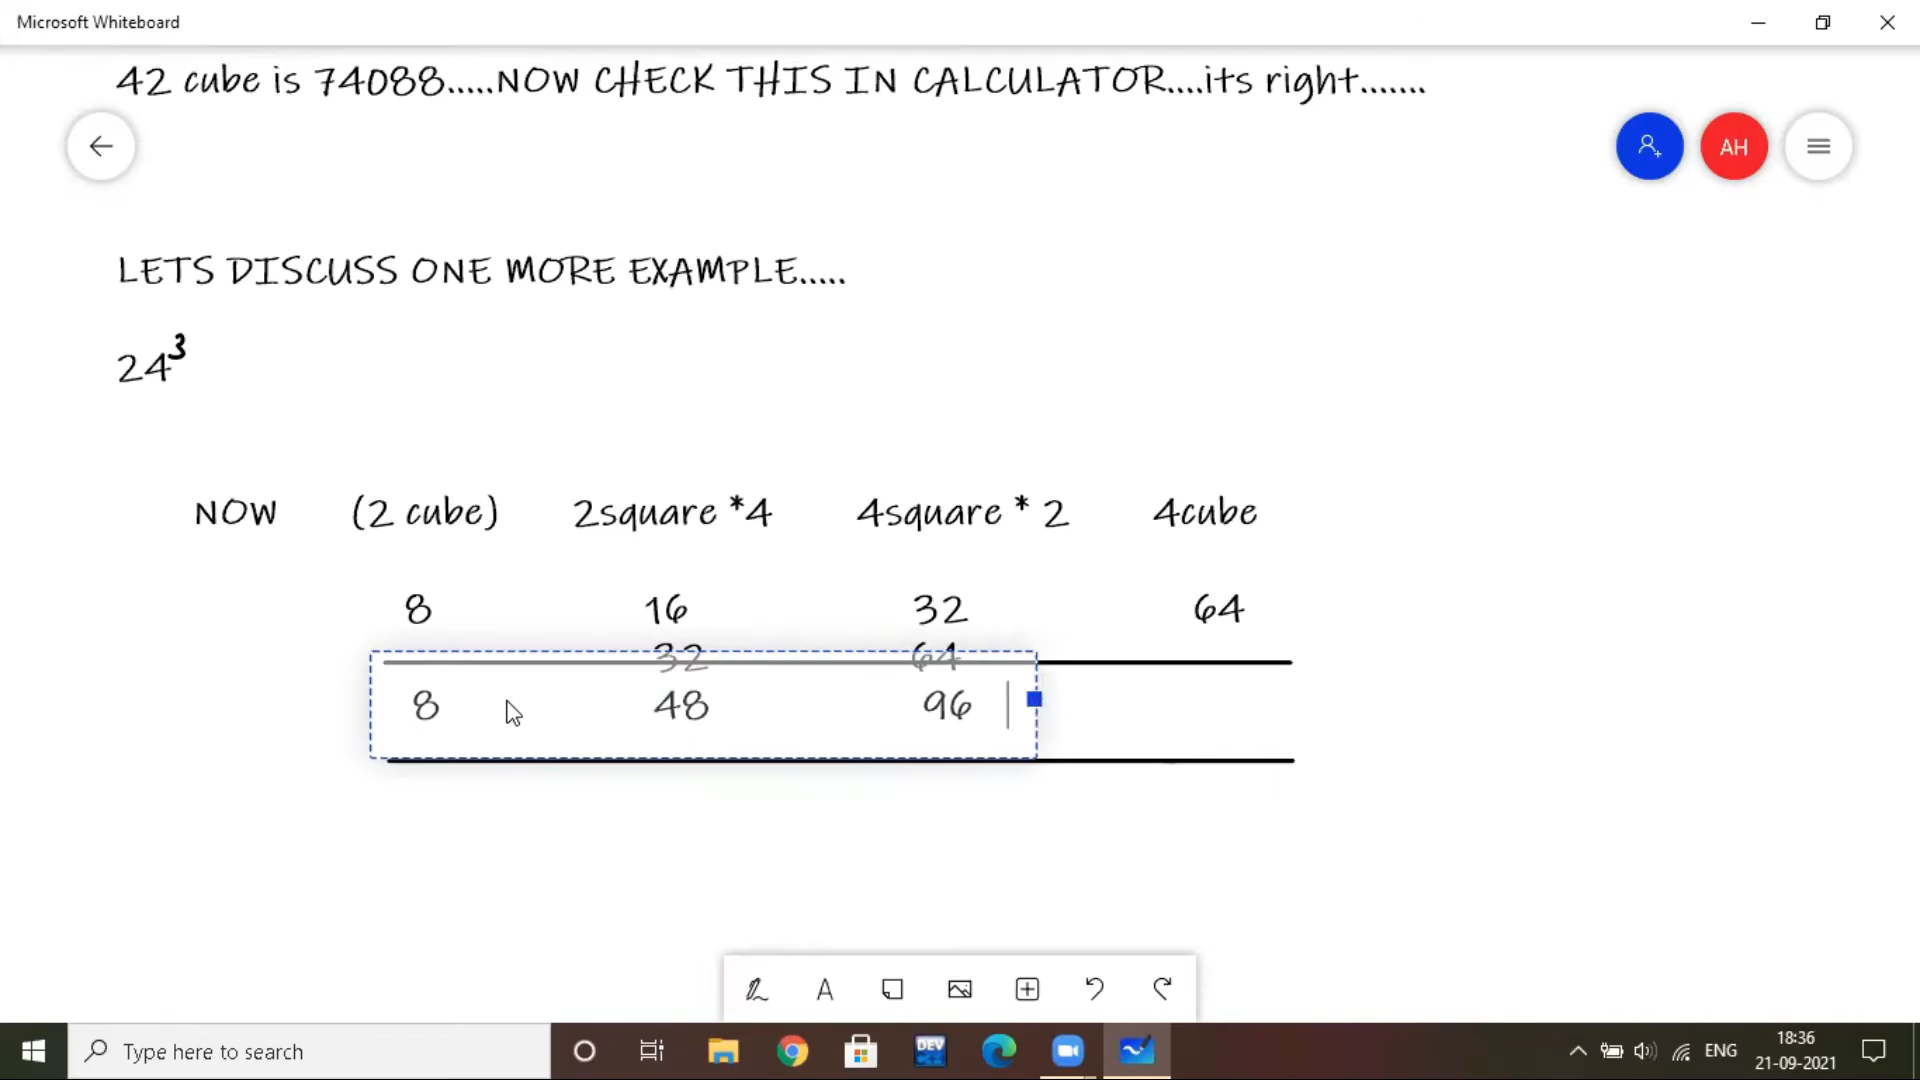 Microsoft Whiteboard
42 cube is 74088.....NOW CHECK THIS IN CALCULATOR....its right.......
AH
LETS DISCUSS ONE MORE EXAMPLE.....
24³
NOW (2 cube) 2square *4 4square * 2 4cube
8 16 32 64
32 64
8 48 96
A
Type here to search
DEV
ENG
18:36
21-09-2021